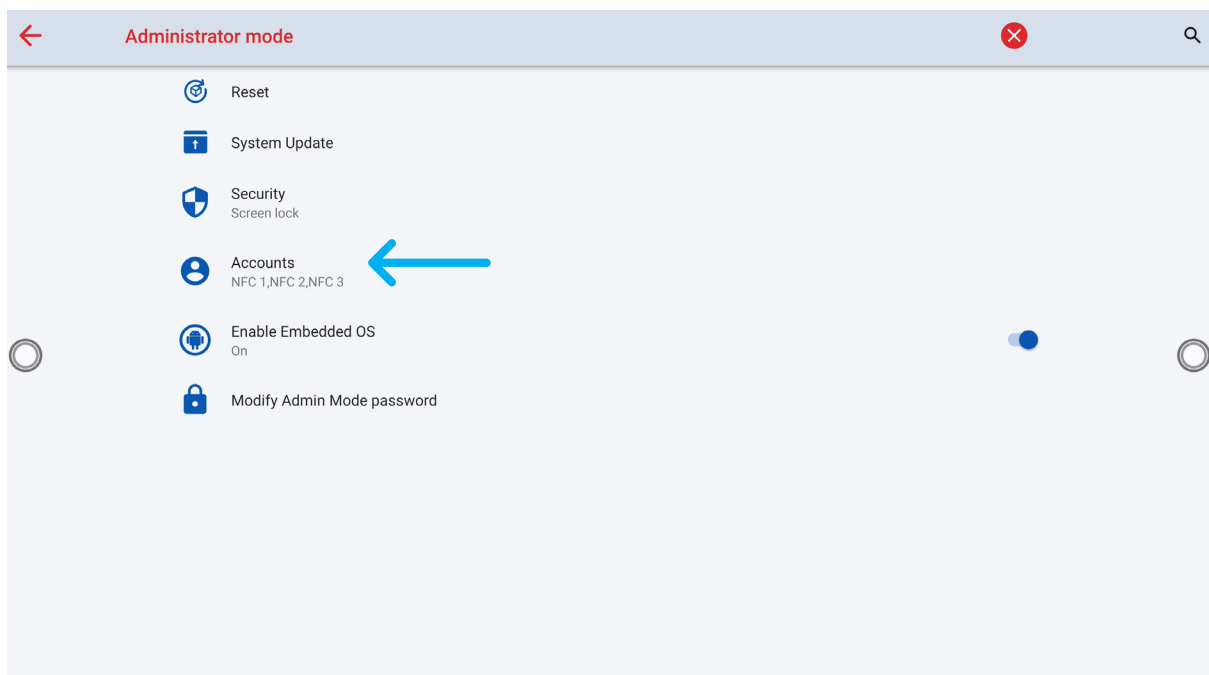 Administrator mode
Reset
System Update
Security
Screen lock
Accounts
NFC 1,NFC 2,NFC 3
Enable Embedded OS
On
Modify Admin Mode password